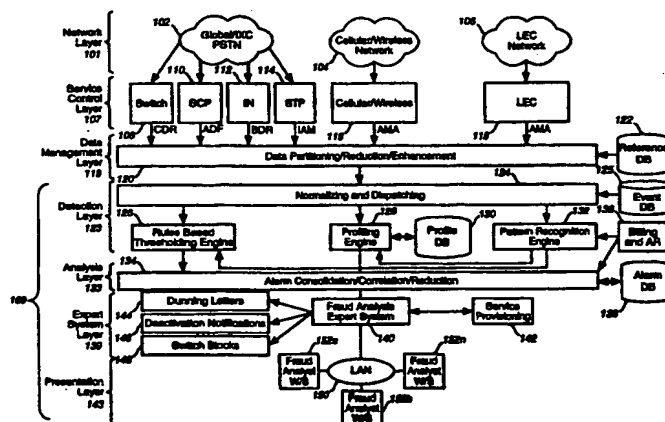 Network Layer 101
102
Global/IXC PSTN
Cellular/Wireless Network
104
LEC Network
106
Service Control Layer 107
108
Switch
110
SCP
112
IN
114
STP
Cellular/Wireless
116
LEC
118
CDR
ADF
BDR
IAM
AMA
AMA
Data Management Layer 119
120
Data Partitioning/Reduction/Enhancement
122
Reference DB
Detection Layer 123
124
Normalizing and Dispatching
125
Event DB
126
Rules Based Thresholding Engine
128
Profiling Engine
130
Profile DB
132
Pattern Recognition Engine
136
Billing and AR
Analysis Layer 133
134
Alarm Consolidation/Correlation/Reduction
Alarm DB
138
Expert System Layer 139
144
Dunning Letters
146
Deactivation Notifications
148
Switch Blocks
Fraud Analysis Expert System
140
Service Provisioning
142
Presentation Layer 143
152a
Fraud Analyst W/S
LAN
150
152n
Fraud Analyst W/S
Fraud Analyst W/S
152b